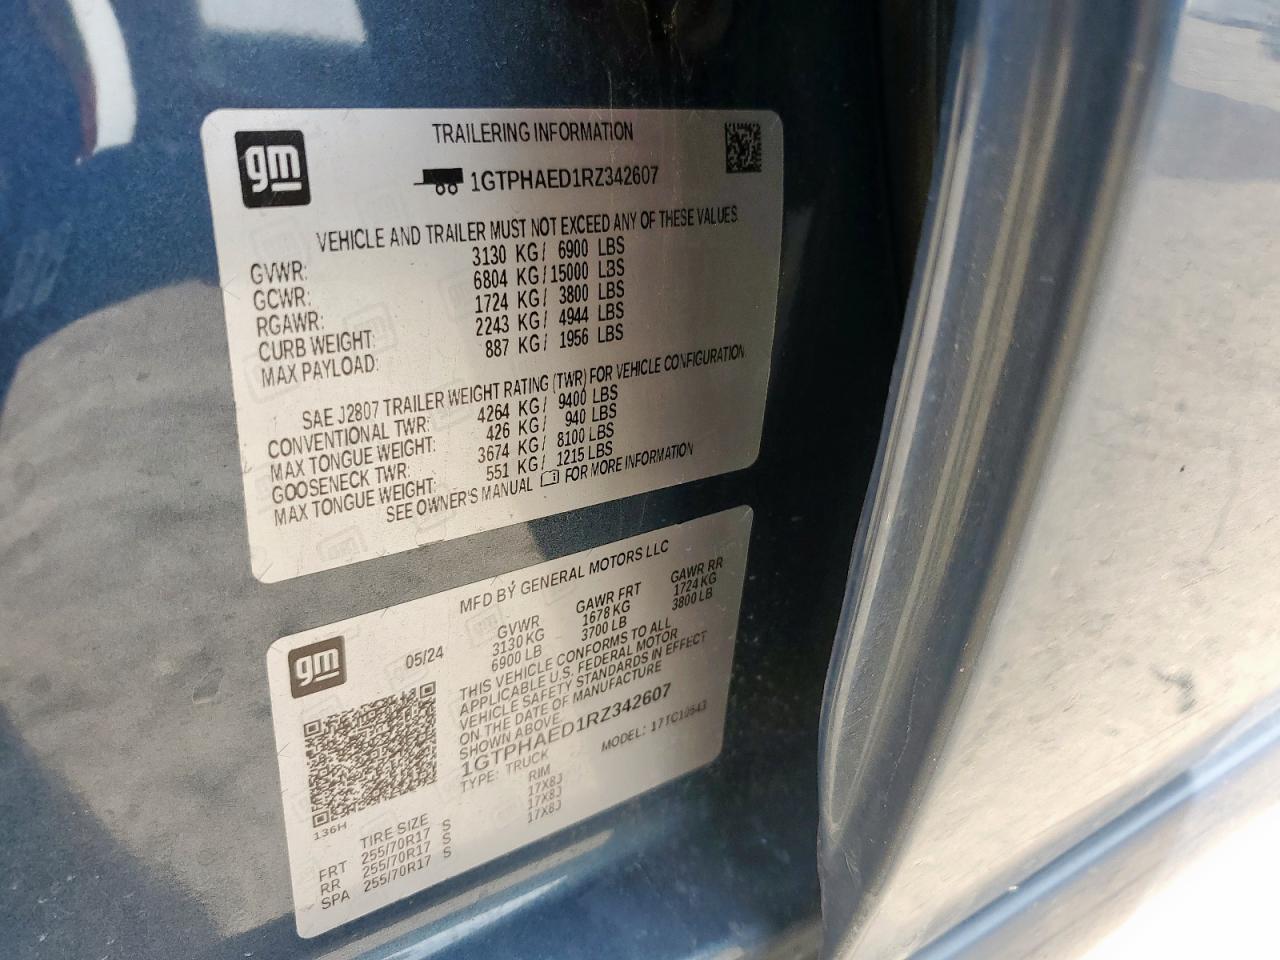 gm
TRAILERING INFORMATION
1GTPHAED1RZ342607
VEHICLE AND TRAILER MUST NOT EXCEED ANY OF THESE VALUES
GVWR: 3130 KG/ 6900 LBS
GCWR: 6804 KG/15000 LBS
RGAWR: 1724 KG/ 3800 LBS
CURB WEIGHT: 2243 KG/ 4944 LBS
MAX PAYLOAD: 887 KG/ 1956 LBS
SAE J2807 TRAILER WEIGHT RATING (TWR) FOR VEHICLE CONFIGURATION
CONVENTIONAL TWR: 4264 KG/ 9400 LBS
MAX TONGUE WEIGHT: 426 KG/ 940 LBS
GOOSENECK TWR: 3674 KG/ 8100 LBS
MAX TONGUE WEIGHT: 551 KG/ 1215 LBS
SEE OWNER'S MANUAL FOR MORE INFORMATION
gm
MFD BY GENERAL MOTORS LLC
05/24
GVWR GAWR FRT GAWR RR
3130 KG 1678 KG 1724 KG
6900 LB 3700 LB 3800 LB
THIS VEHICLE CONFORMS TO ALL
APPLICABLE U.S. FEDERAL MOTOR
VEHICLE SAFETY STANDARDS IN EFFECT
ON THE DATE OF MANUFACTURE
SHOWN ABOVE.
1GTPHAED1RZ342607
TYPE: TRUCK MODEL: 17TC10543
136H
TIRE SIZE RIM
FRT 255/70R17 S 17X8J
RR 255/70R17 S 17X8J
SPA 255/70R17 S 17X8J